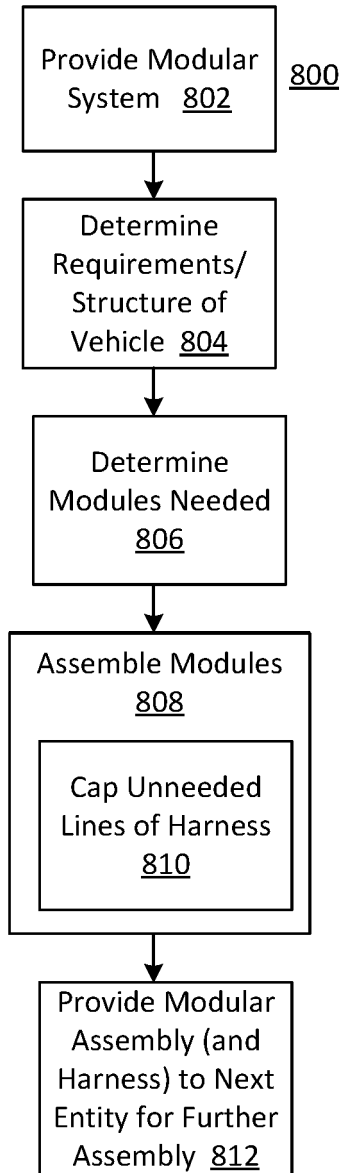 Provide Modular
System 802
800
Determine
Requirements/
Structure of
Vehicle 804
Determine
Modules Needed
806
Assemble Modules
808
Cap Unneeded
Lines of Harness
810
Provide Modular
Assembly (and
Harness) to Next
Entity for Further
Assembly 812